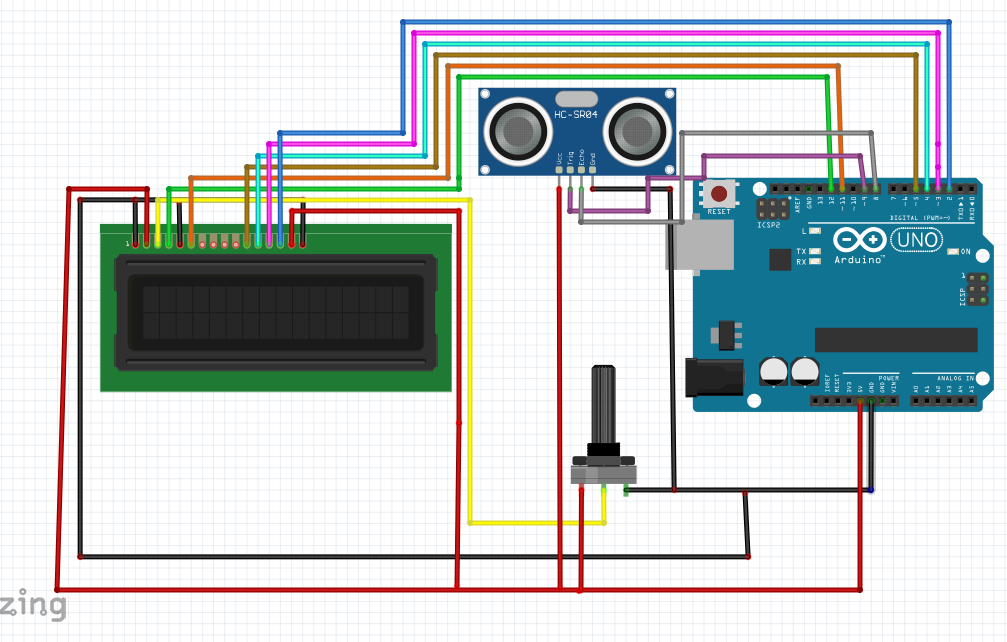 HC-SR04
Vcc
Trig
Echo
Gnd
RESET
ICSP2
AREF
GND
13
12
~11
~10
~9
8
7
~6
~5
4
~3
2
TX▶1
RX◀0
DIGITAL (PWM=~)
L
TX
RX
Arduino™
UNO
ON
1
ICSP
1
POWER
ANALOG IN
IOREF
RESET
3V3
5V
GND
GND
VIN
A0
A1
A2
A3
A4
A5
zing